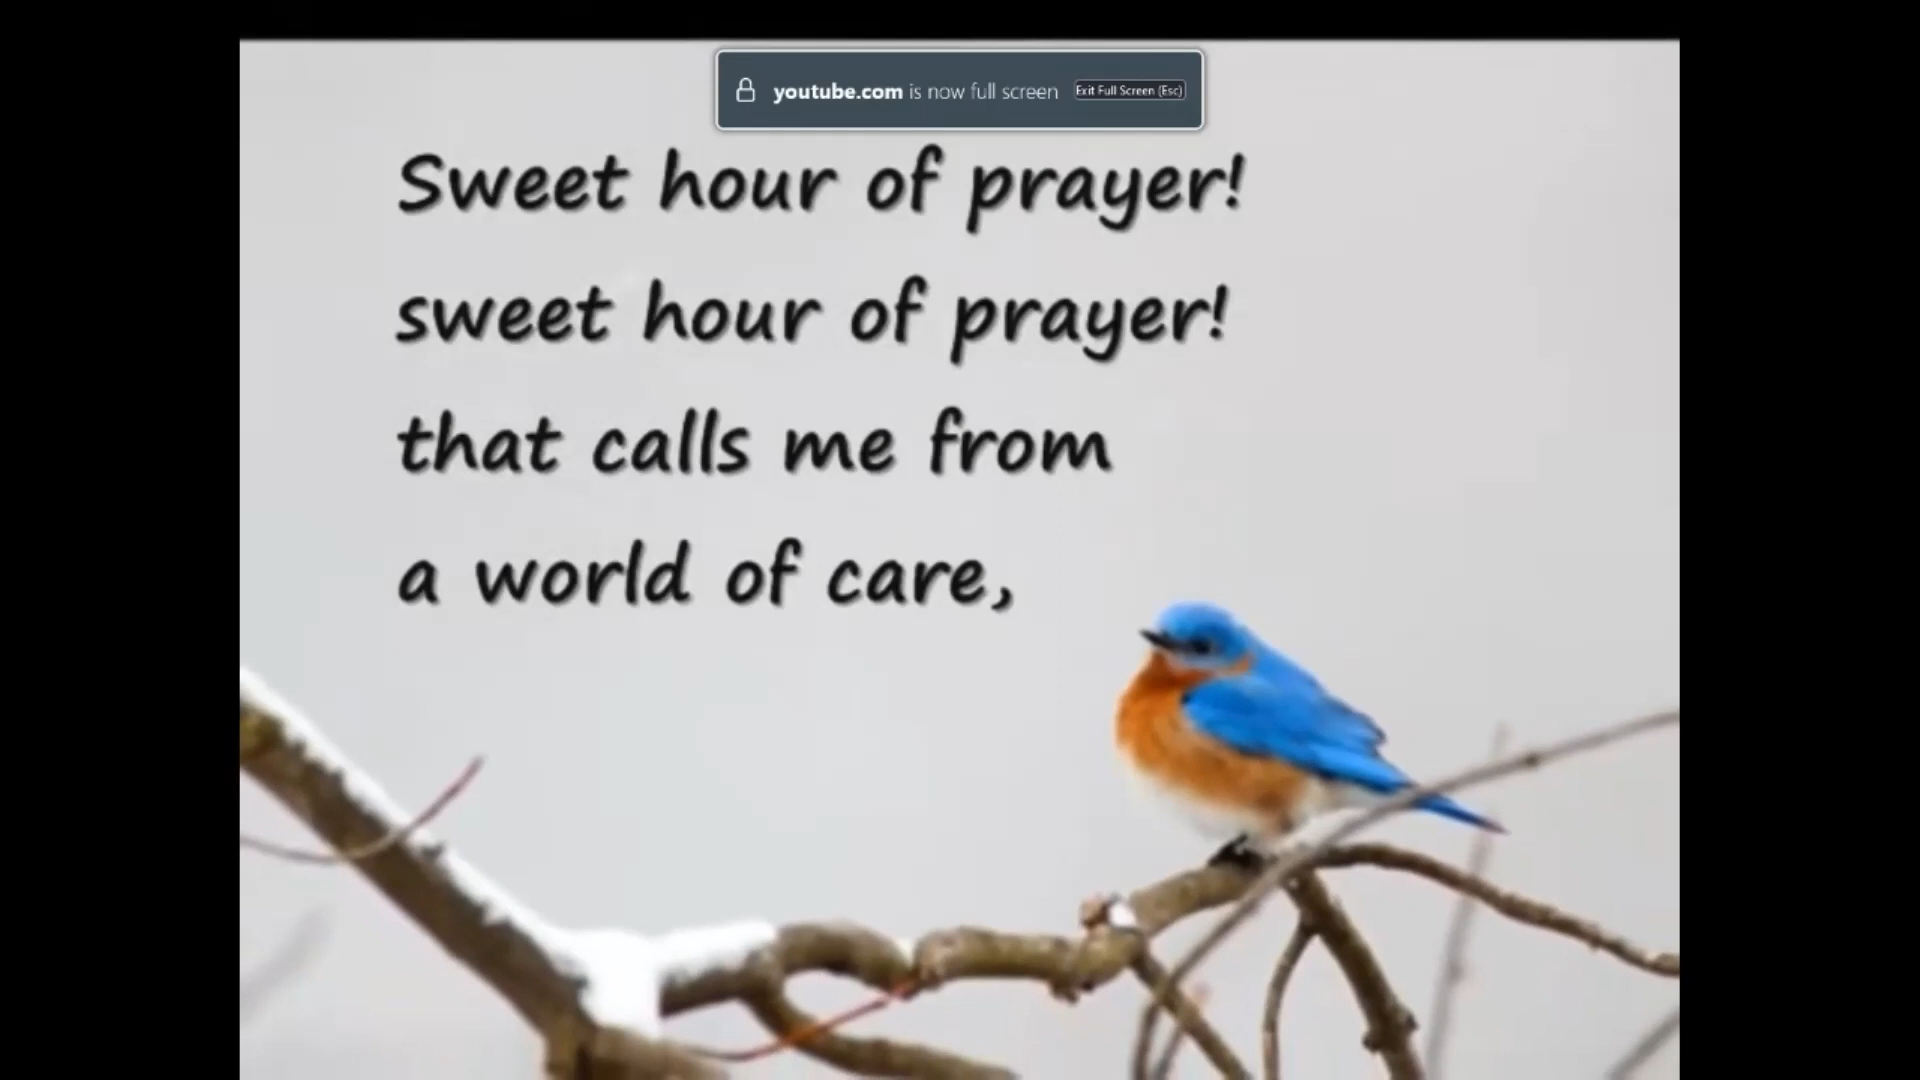 youtube.com is now full screen Exit Full Screen (Esc)
Sweet hour of prayer!
sweet hour of prayer!
that calls me from
a world of care,